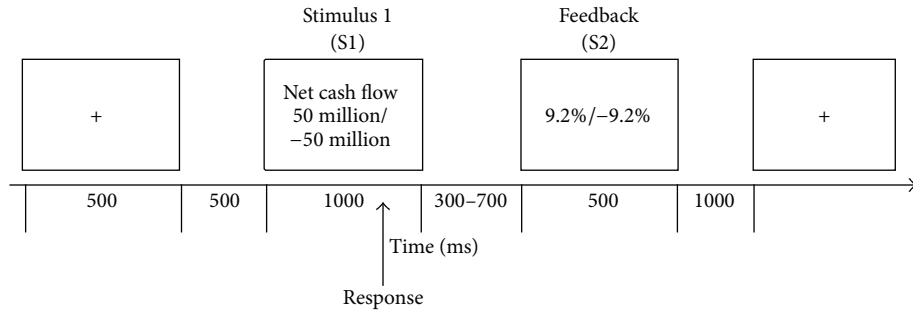 Stimulus 1
(S1)
Feedback
(S2)
+
Net cash flow
50 million/
−50 million
9.2%/−9.2%
+
500
500
1000
300–700
500
1000
Time (ms)
Response